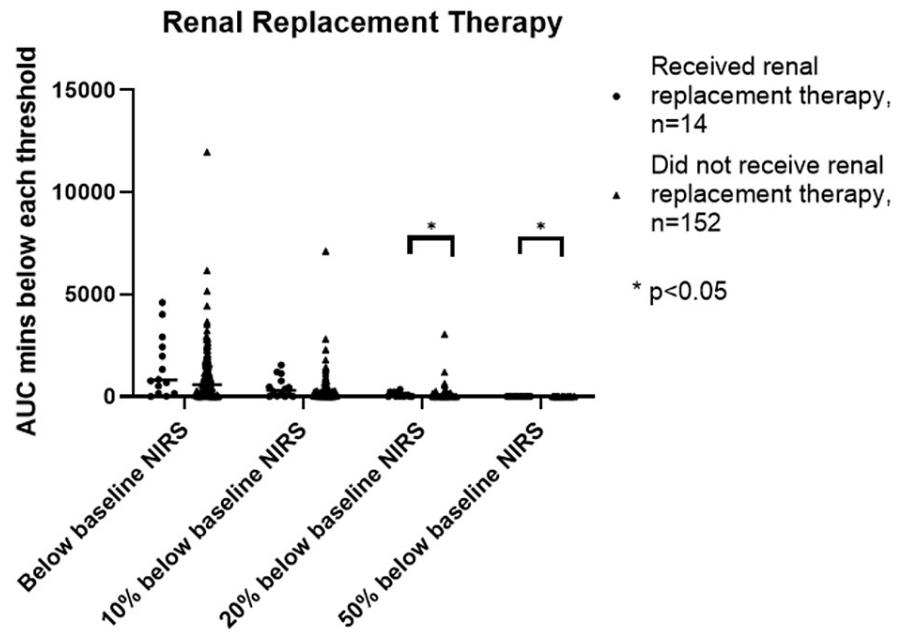 Renal Replacement Therapy
AUC mins below each threshold
15000
10000
5000
0
Below baseline NIRS
10% below baseline NIRS
20% below baseline NIRS
50% below baseline NIRS
*
*
Received renal
replacement therapy,
n=14
Did not receive renal
replacement therapy,
n=152
* p<0.05